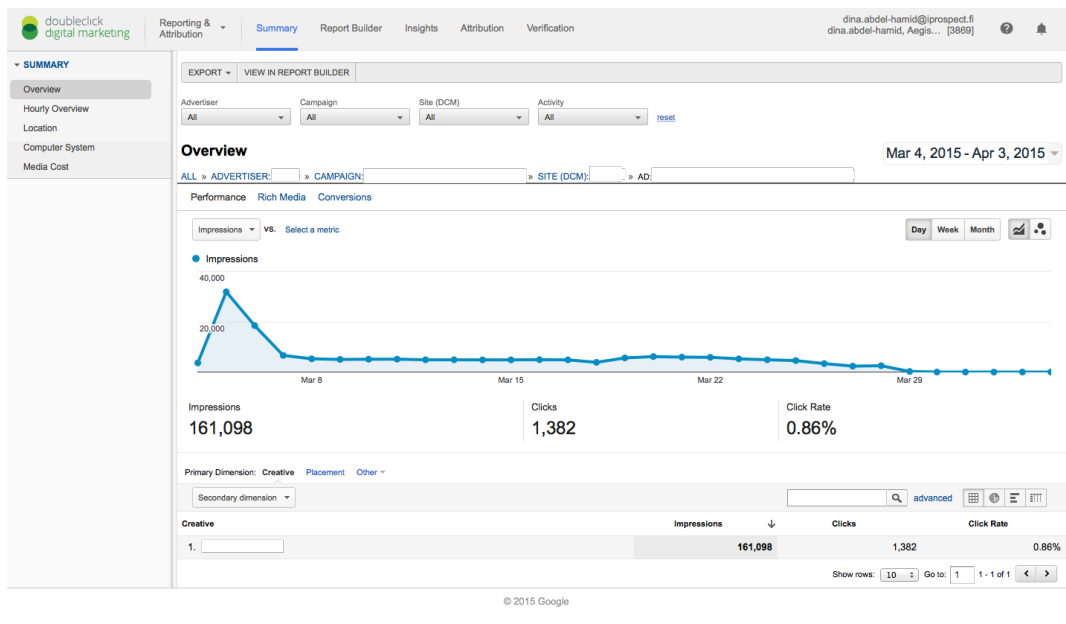 doubleclick
digital marketing
Reporting &
Attribution
Summary Report Builder Insights Attribution Verification
dina.abdel-hamid@iprospect.fi
dina.abdel-hamid, Aegis... [3869]
SUMMARY
Overview
Hourly Overview
Location
Computer System
Media Cost
EXPORT VIEW IN REPORT BUILDER
Advertiser Campaign Site (DCM) Activity
All All All All reset
Overview
Mar 4, 2015 - Apr 3, 2015
ALL » ADVERTISER: » CAMPAIGN: » SITE (DCM): » AD:
Performance Rich Media Conversions
Impressions VS. Select a metric
Day Week Month
Impressions
40,000
20,000
Mar 8 Mar 15 Mar 22 Mar 29
Impressions Clicks Click Rate
161,098 1,382 0.86%
Primary Dimension: Creative Placement Other
Secondary dimension
advanced
Creative Impressions Clicks Click Rate
1. 161,098 1,382 0.86%
Show rows: 10 Go to: 1 1 - 1 of 1
© 2015 Google